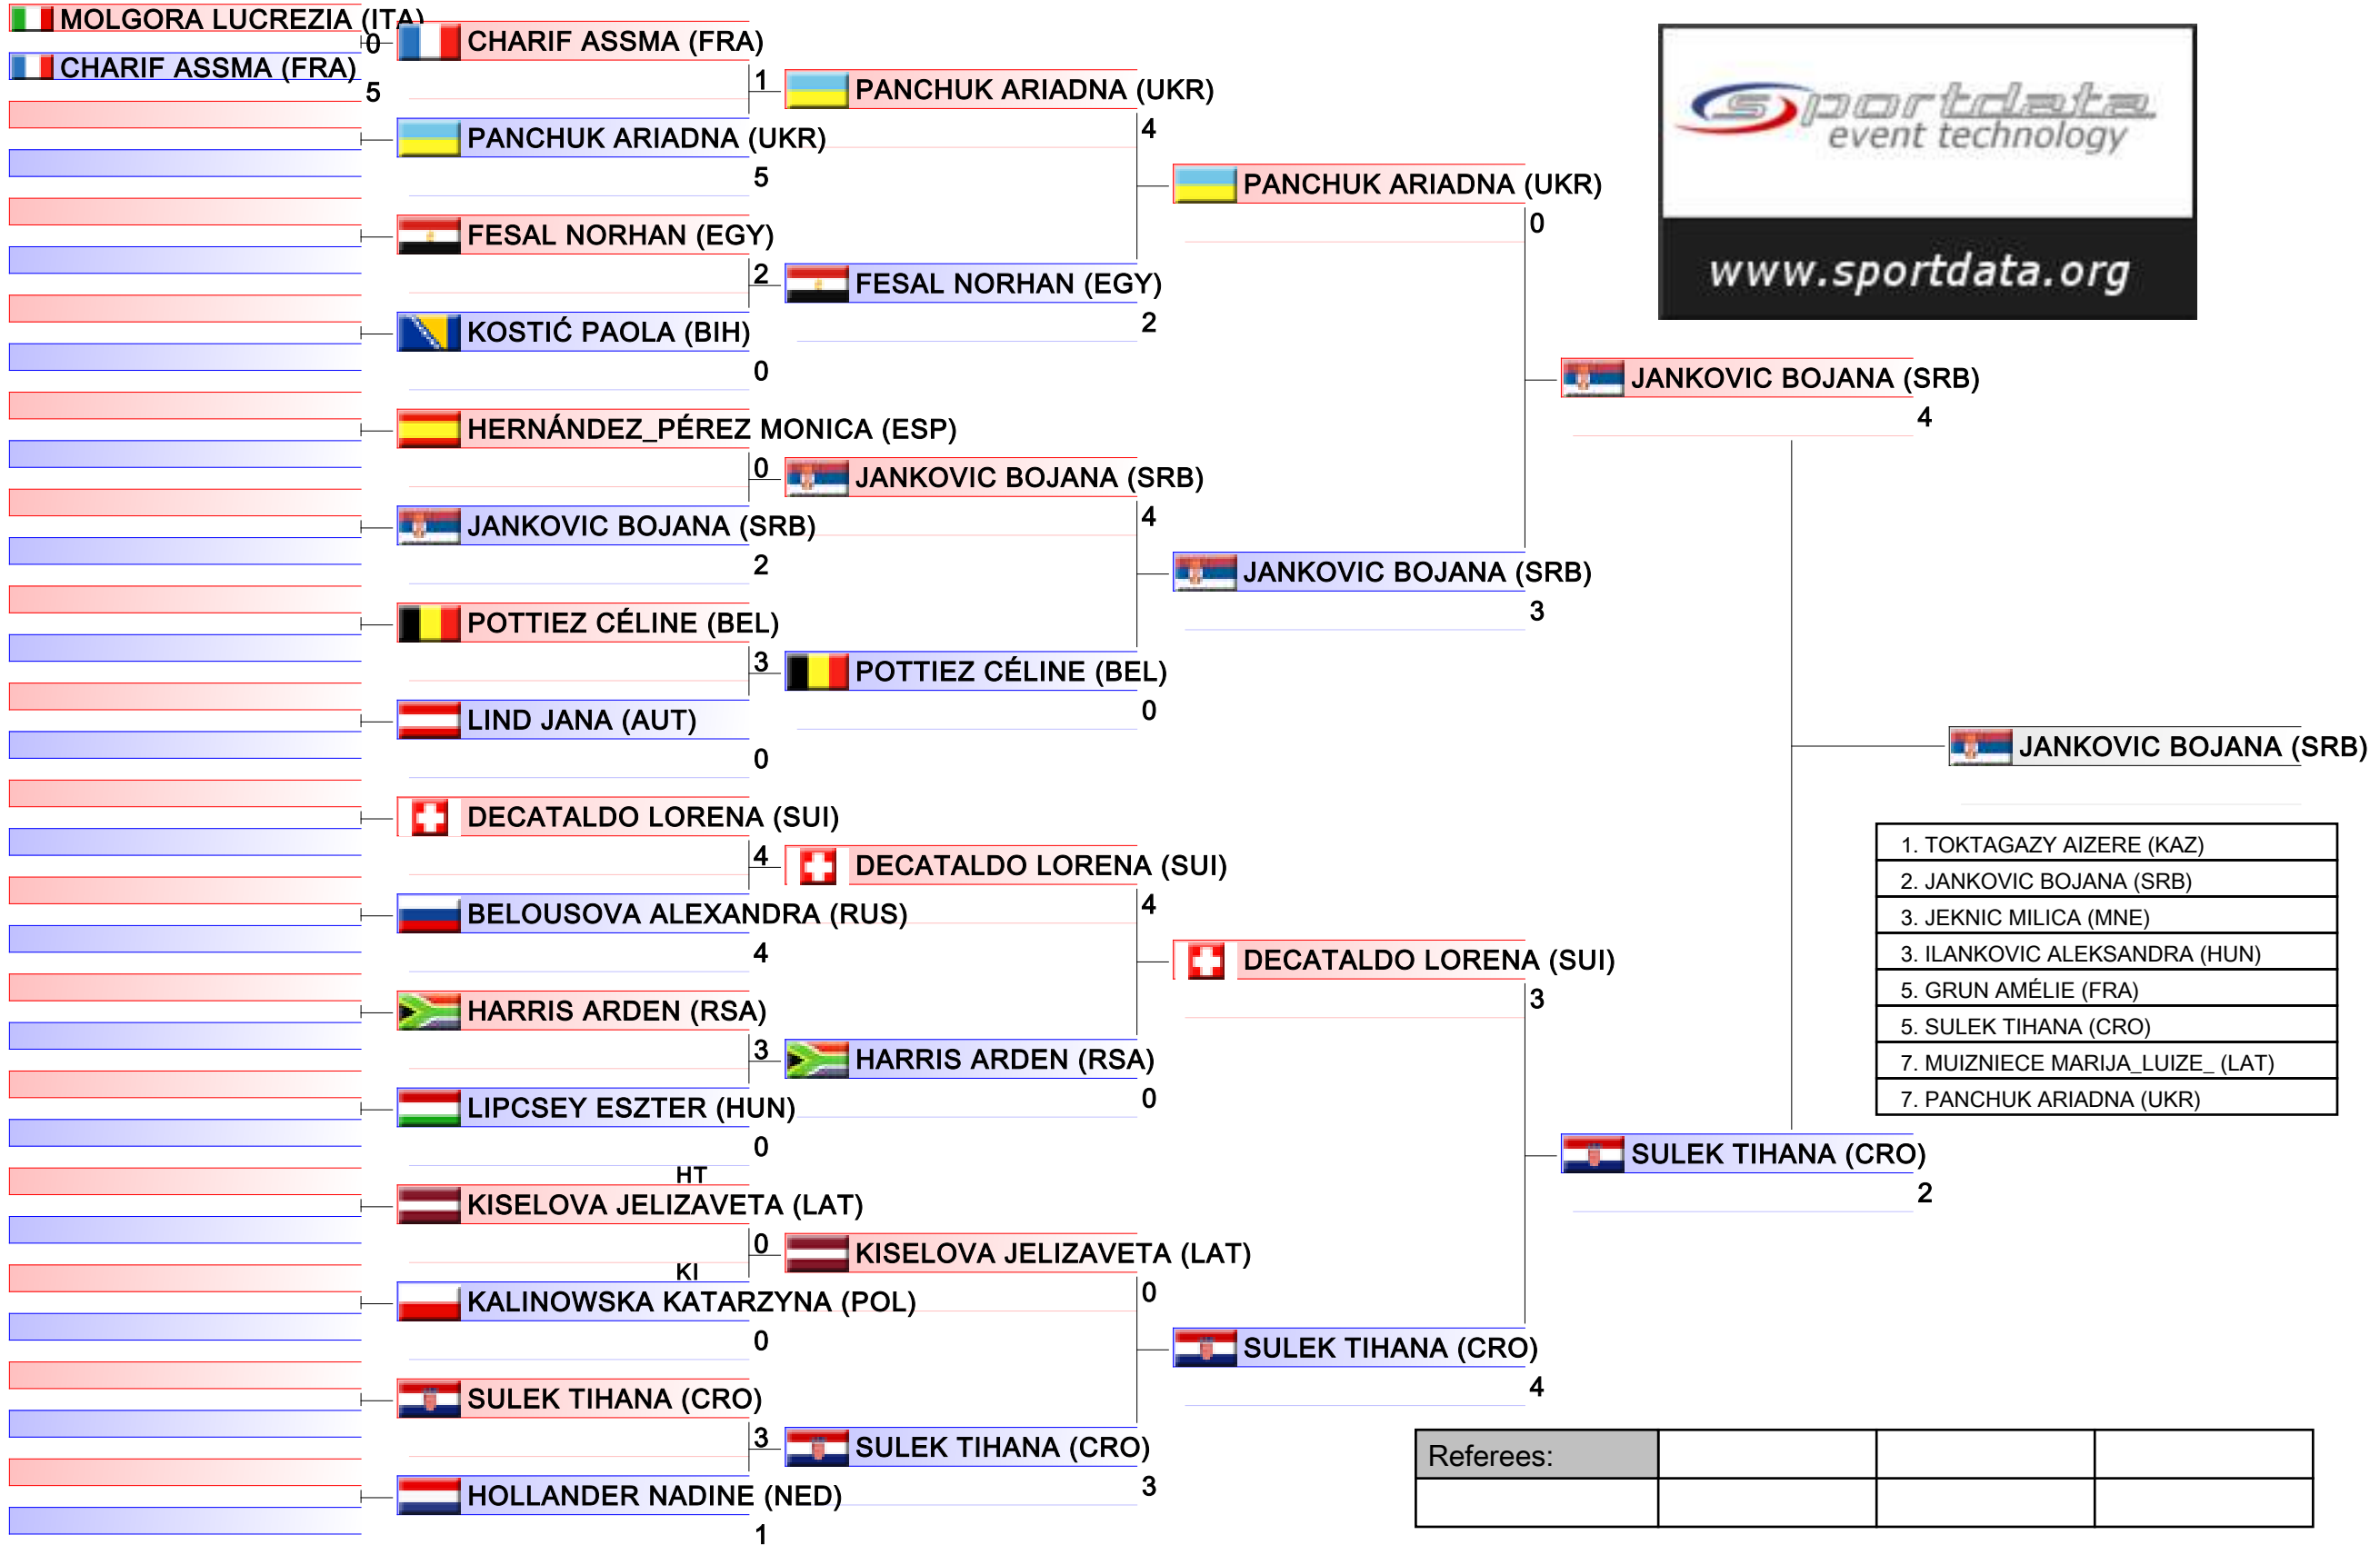 MOLGORA LUCREZIA (ITA)
0
CHARIF ASSMA (FRA)
5
CHARIF ASSMA (FRA)
1
PANCHUK ARIADNA (UKR)
5
FESAL NORHAN (EGY)
2
KOSTIĆ PAOLA (BIH)
0
HERNÁNDEZ_PÉREZ MONICA (ESP)
0
JANKOVIC BOJANA (SRB)
2
POTTIEZ CÉLINE (BEL)
3
LIND JANA (AUT)
0
DECATALDO LORENA (SUI)
4
BELOUSOVA ALEXANDRA (RUS)
4
HARRIS ARDEN (RSA)
3
LIPCSEY ESZTER (HUN)
0
HT
KISELOVA JELIZAVETA (LAT)
0
KI
KALINOWSKA KATARZYNA (POL)
0
SULEK TIHANA (CRO)
3
HOLLANDER NADINE (NED)
1
PANCHUK ARIADNA (UKR)
4
FESAL NORHAN (EGY)
2
JANKOVIC BOJANA (SRB)
4
POTTIEZ CÉLINE (BEL)
0
DECATALDO LORENA (SUI)
4
HARRIS ARDEN (RSA)
0
KISELOVA JELIZAVETA (LAT)
0
SULEK TIHANA (CRO)
3
PANCHUK ARIADNA (UKR)
0
JANKOVIC BOJANA (SRB)
3
DECATALDO LORENA (SUI)
3
SULEK TIHANA (CRO)
4
JANKOVIC BOJANA (SRB)
4
SULEK TIHANA (CRO)
2
JANKOVIC BOJANA (SRB)
sportdata
event technology
www.sportdata.org
1. TOKTAGAZY AIZERE (KAZ)
2. JANKOVIC BOJANA (SRB)
3. JEKNIC MILICA (MNE)
3. ILANKOVIC ALEKSANDRA (HUN)
5. GRUN AMÉLIE (FRA)
5. SULEK TIHANA (CRO)
7. MUIZNIECE MARIJA_LUIZE_ (LAT)
7. PANCHUK ARIADNA (UKR)
Referees: